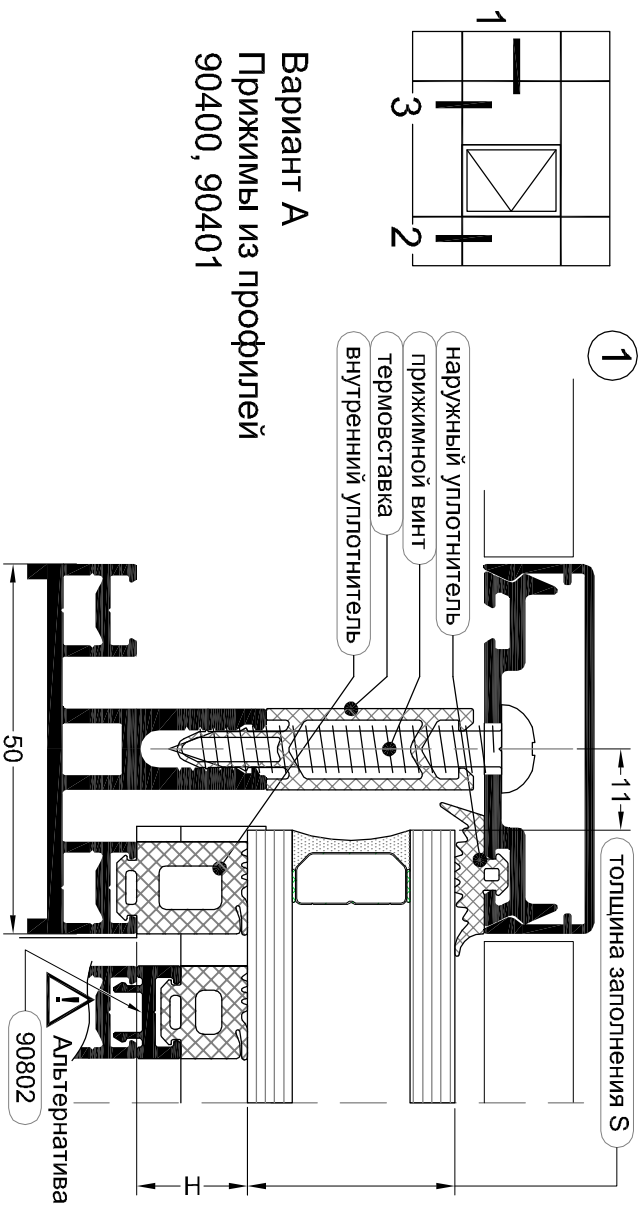 1
3
2
Вариант А
Прижимы из профилей
90400, 90401
1
наружный уплотнитель
прижимной винт
термовставка
внутренний уплотнитель
11
толщина заполнения S
50
H
!
Альтернатива
90802